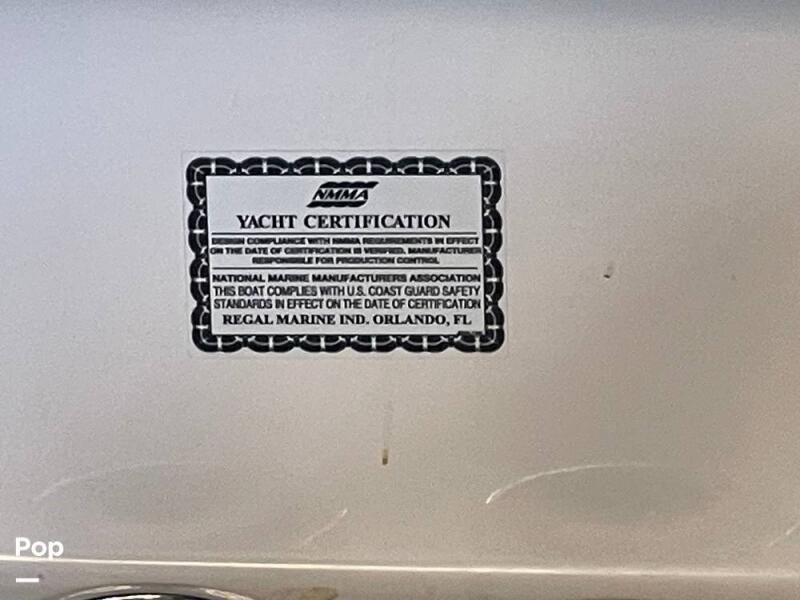 NMMA
YACHT CERTIFICATION
DESIGN COMPLIANCE WITH NMMA REQUIREMENTS IN EFFECT
ON THE DATE OF CERTIFICATION IS VERIFIED. MANUFACTURER
RESPONSIBLE FOR PRODUCTION CONTROL
NATIONAL MARINE MANUFACTURERS ASSOCIATION
THIS BOAT COMPLIES WITH U.S. COAST GUARD SAFETY
STANDARDS IN EFFECT ON THE DATE OF CERTIFICATION
REGAL MARINE IND. ORLANDO, FL
Pop